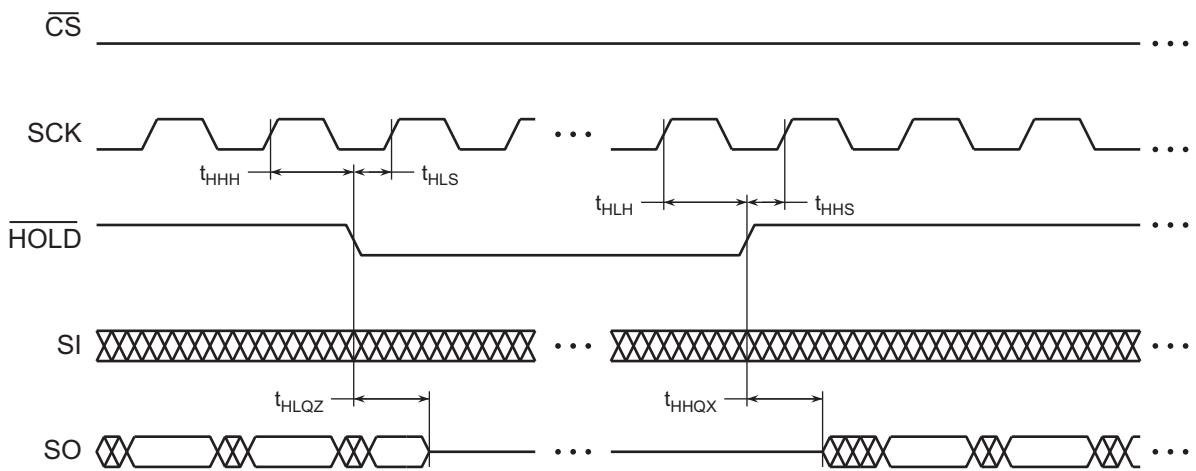 CS
SCK
tHHH
tHLS
tHLH
tHHS
HOLD
SI
tHLQZ
tHHQX
SO